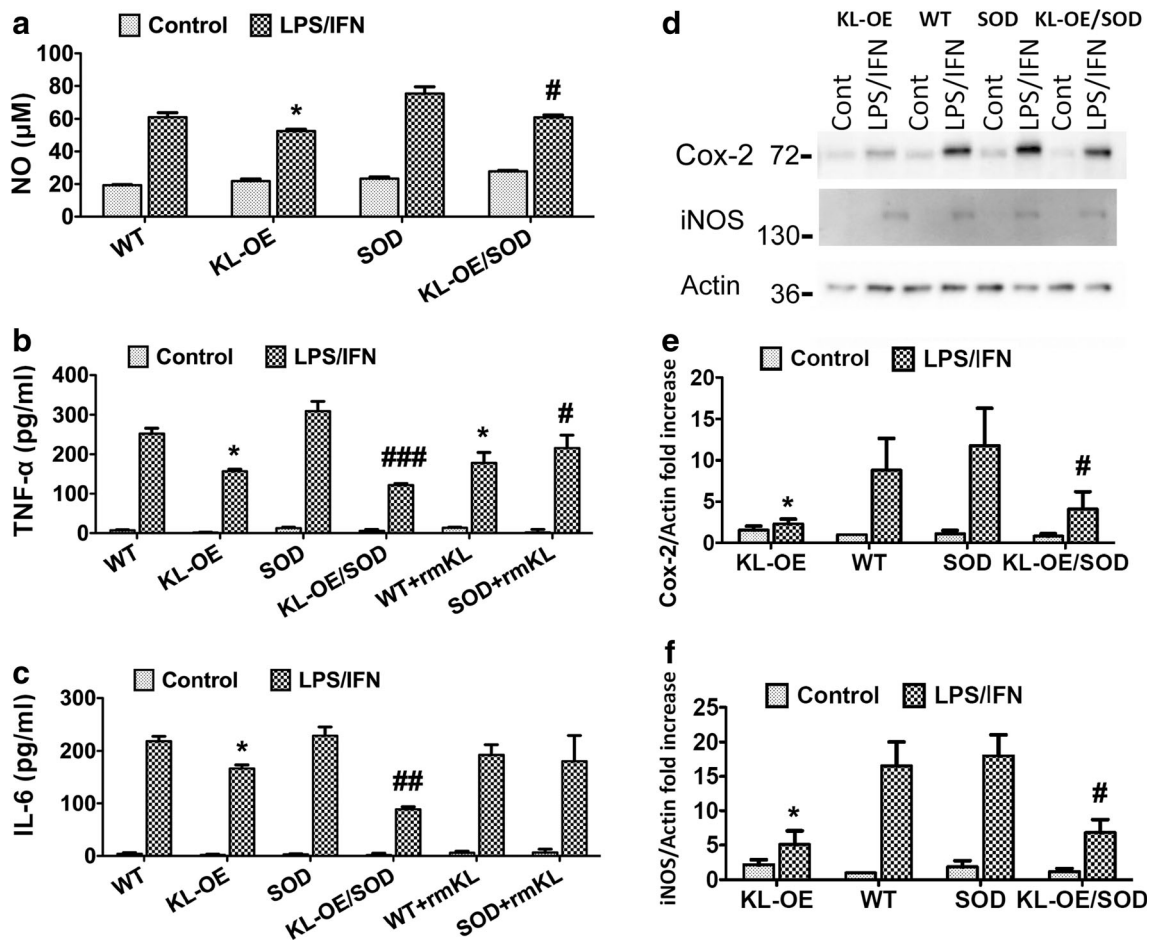 a
Control LPS/IFN
NO (µM)
100
80
60
40
20
0
*
#
WT KL-OE SOD KL-OE/SOD
b
Control LPS/IFN
TNF-α (pg/ml)
400
300
200
100
0
*
###
*
#
WT KL-OE SOD KL-OE/SOD WT+rmKL SOD+rmKL
c
Control LPS/IFN
IL-6 (pg/ml)
300
200
100
0
*
##
WT KL-OE SOD KL-OE/SOD WT+rmKL SOD+rmKL
d
KL-OE WT SOD KL-OE/SOD
Cont LPS/IFN Cont LPS/IFN Cont LPS/IFN Cont LPS/IFN
Cox-2 72
iNOS
130
Actin 36
e
Control LPS/IFN
Cox-2/Actin fold increase
20
15
10
5
0
*
#
KL-OE WT SOD KL-OE/SOD
f
Control LPS/IFN
iNOS/Actin fold increase
25
20
15
10
5
0
*
#
KL-OE WT SOD KL-OE/SOD